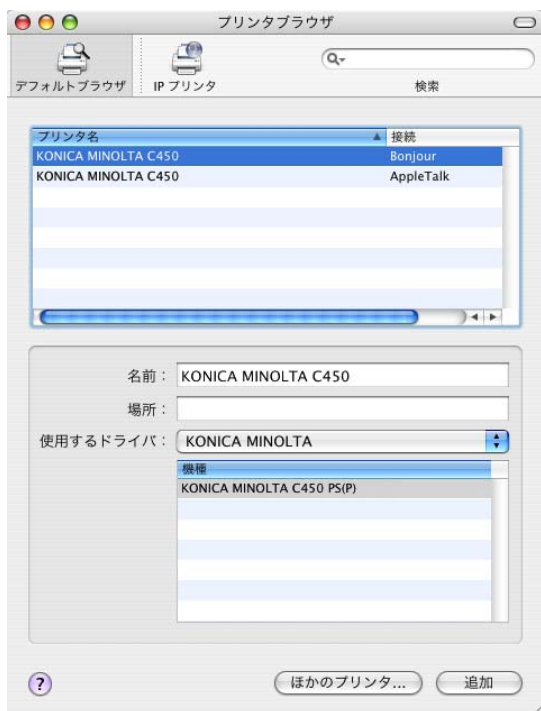 プリンタブラウザ
デフォルトブラウザ IP プリンタ 検索
プリンタ名 接続
KONICA MINOLTA C450 Bonjour
KONICA MINOLTA C450 AppleTalk
名前： KONICA MINOLTA C450
場所：
使用するドライバ： KONICA MINOLTA
機種
KONICA MINOLTA C450 PS(P)
? ほかのプリンタ... 追加